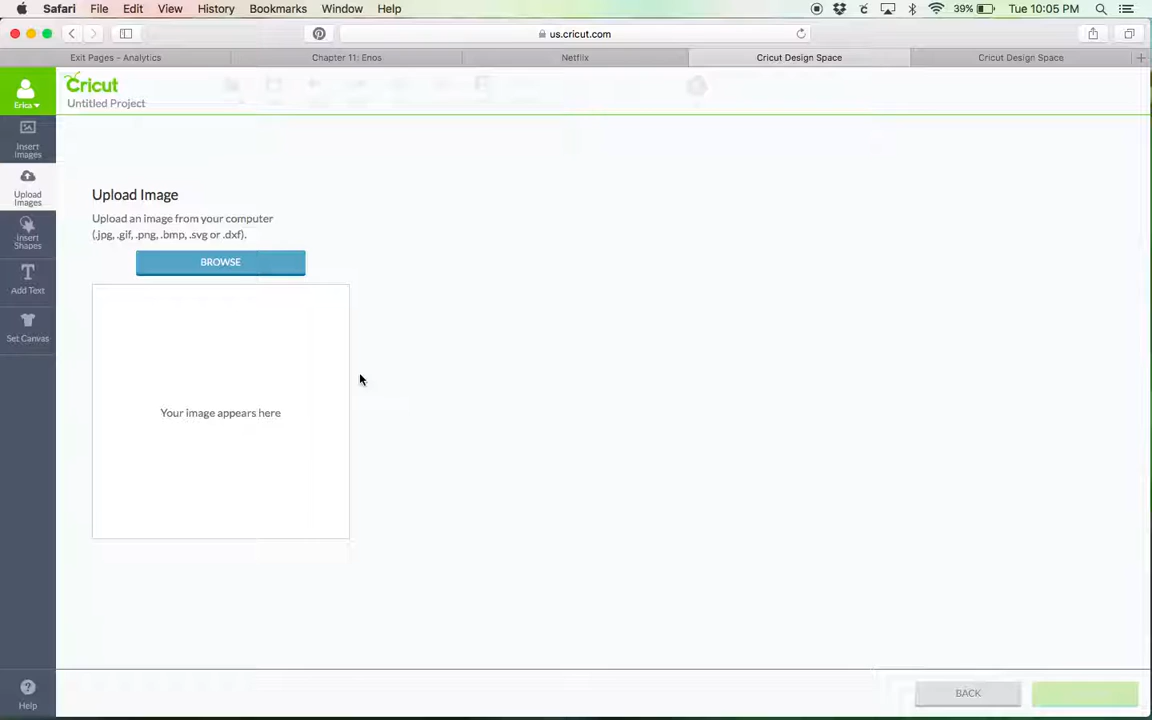 Safari File Edit View History Bookmarks Window Help 39% Tue 10:05 PM
us.cricut.com
Exit Pages – Analytics Chapter 11: Enos Netflix Cricut Design Space Cricut Design Space
Erica
Cricut
Untitled Project
Insert
Images
Upload
Images
Insert
Shapes
Add Text
Set Canvas
Upload Image
Upload an image from your computer
(.jpg, .gif, .png, .bmp, .svg or .dxf).
BROWSE
Your image appears here
Help
BACK